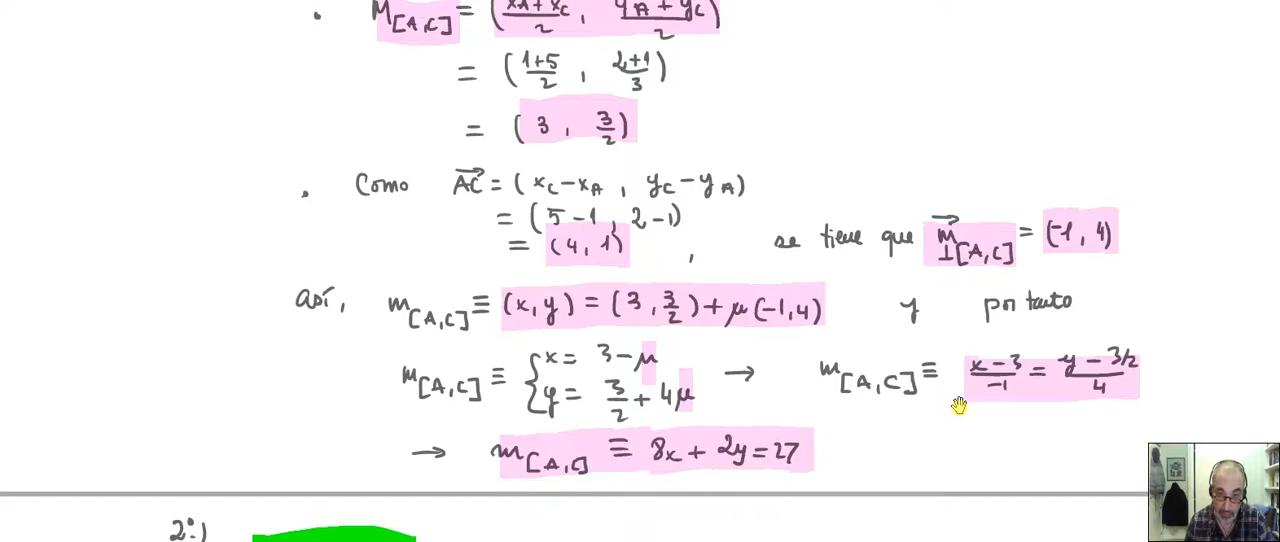 . M[A,C] = (xA+xC/2, yA+yC/2)
= (1+5/2, 2+1/3)
= (3, 3/2)
. Como AC→ = (xC-xA, yC-yA)
= (5-1, 2-1)
= (4, 1), se tiene que m→⊥[A,C] = (-1, 4)
así, m[A,C] ≡ (x, y) = (3, 3/2) + μ(-1, 4) y por tanto
m[A,C] ≡ { x = 3-μ
y = 3/2 + 4μ → m[A,C] ≡ x-3/-1 = y-3/2/4
→ m[A,C] ≡ 8x + 2y = 27
2º.)